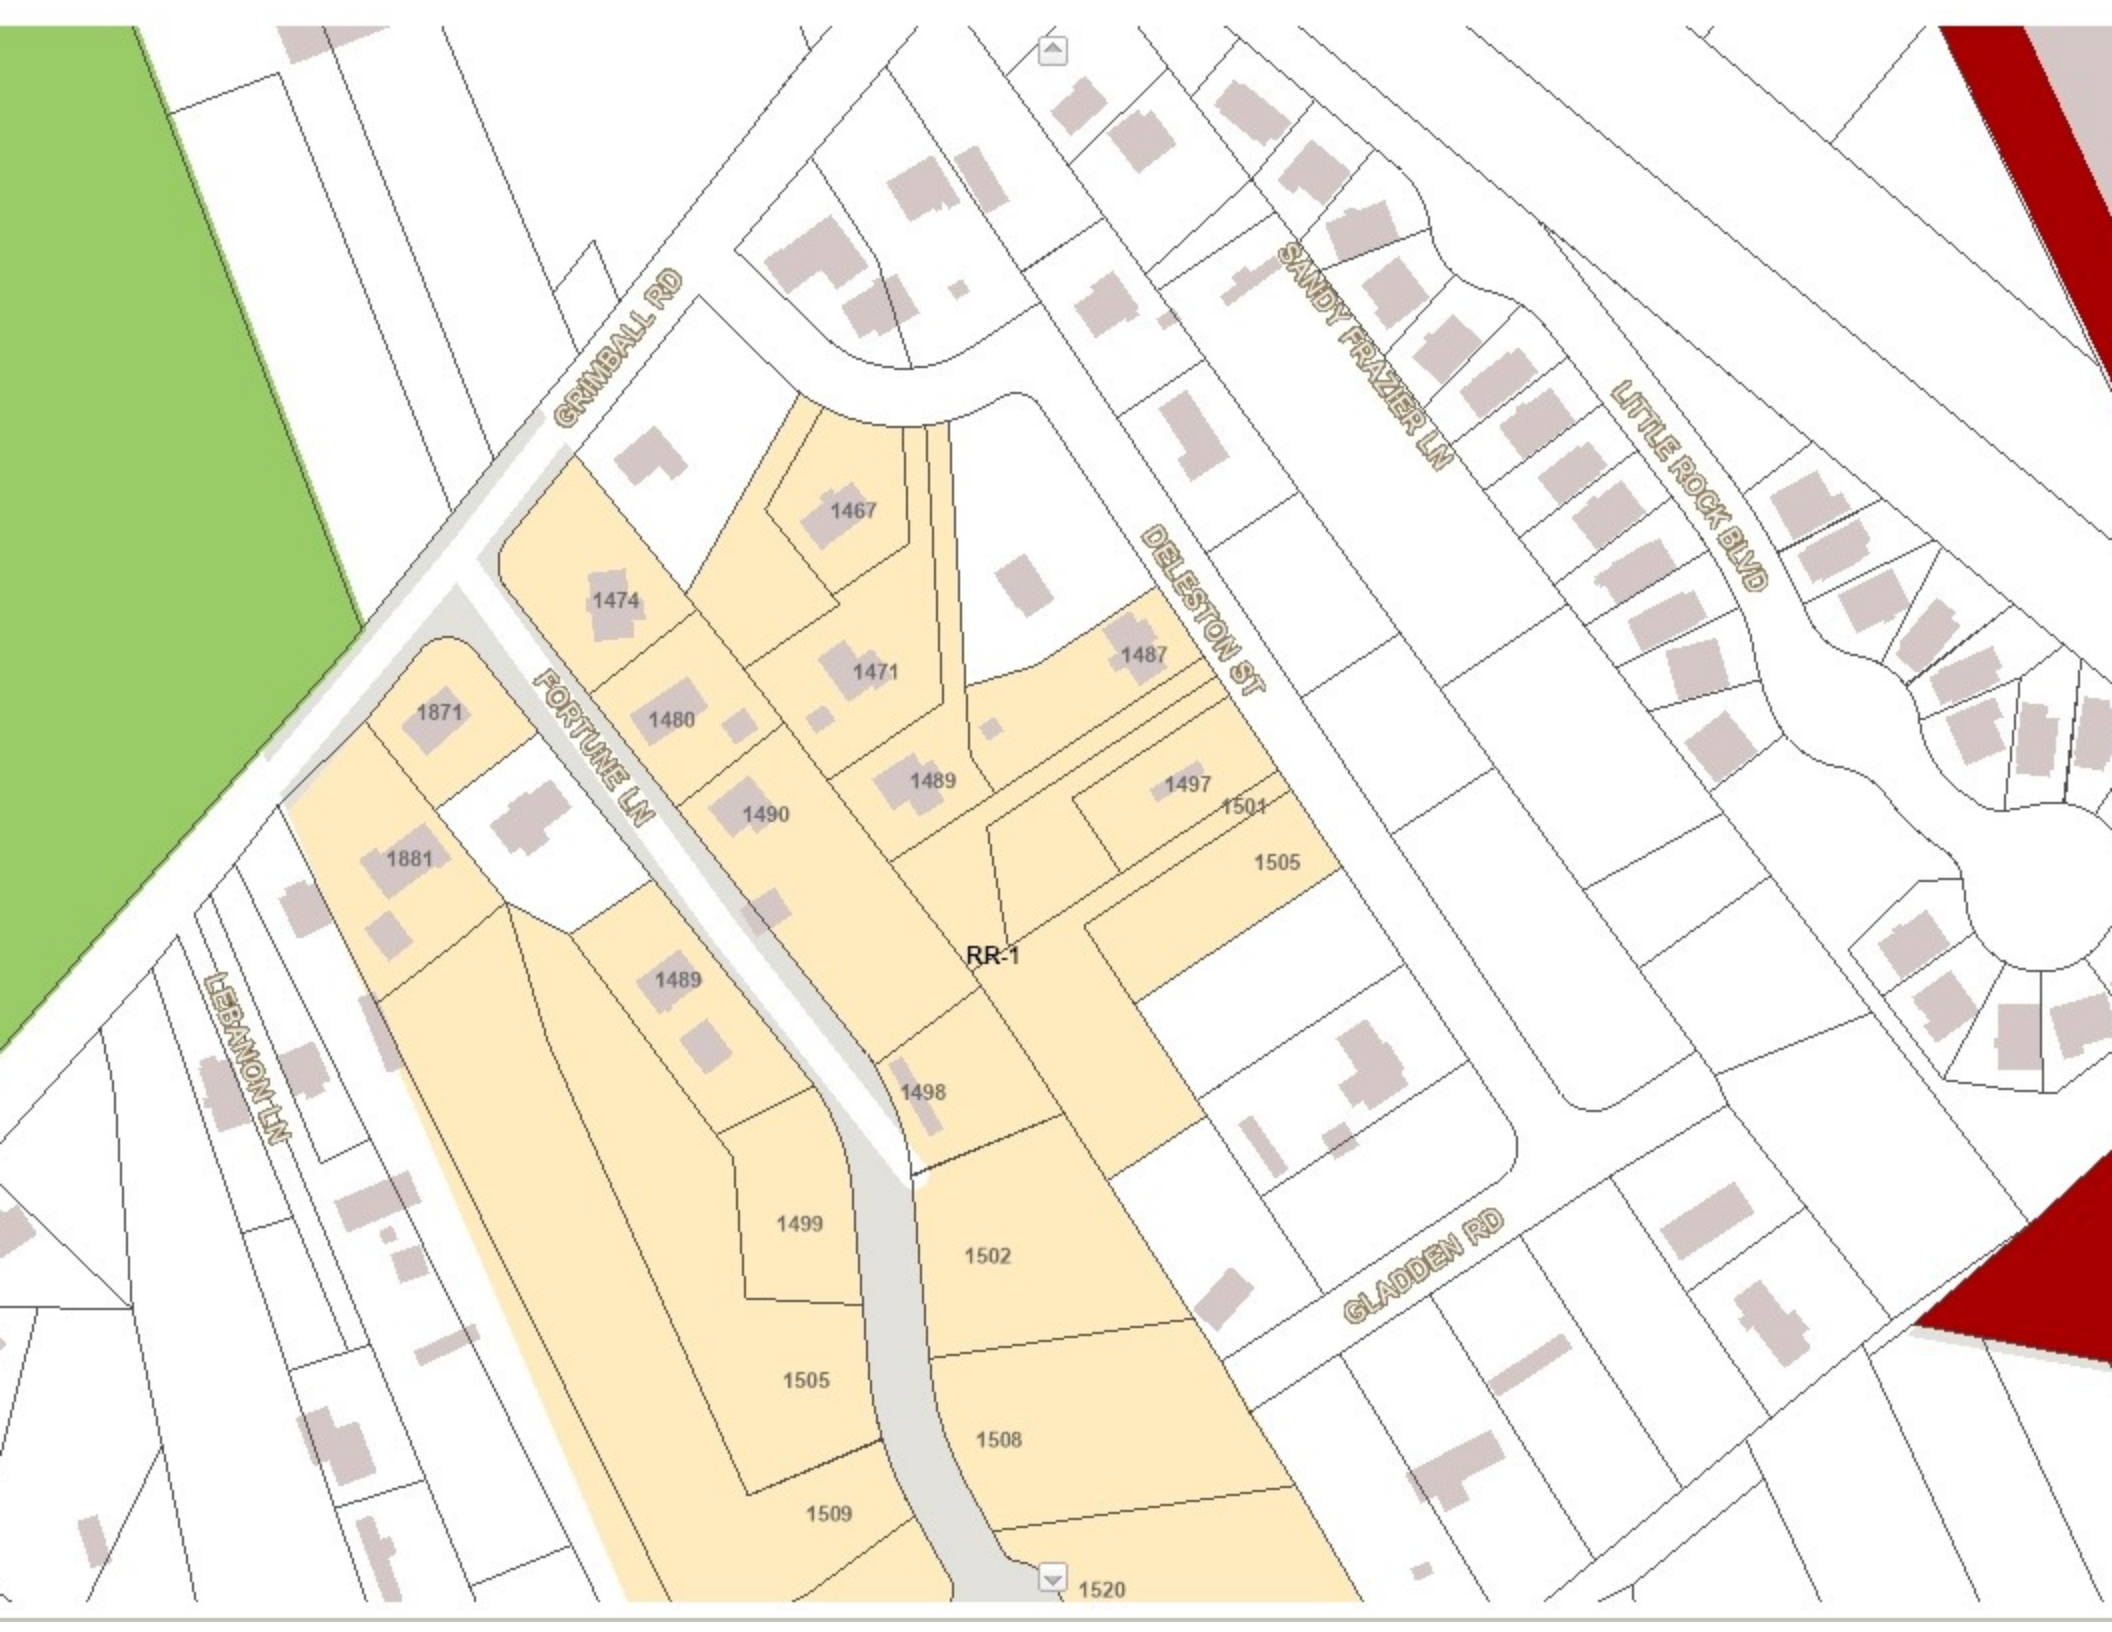 GRIMBALL RD
SANDY FRAZIER LN
LITTLE ROCK BLVD
DELESTON ST
1467
1474
1487
1471
1871
1480
FORTUNE LN
1489
1497
1501
1490
1881
1505
RR-1
1489
LEBANON LN
1498
1499
1502
GLADDEN RD
1505
1508
1509
1520